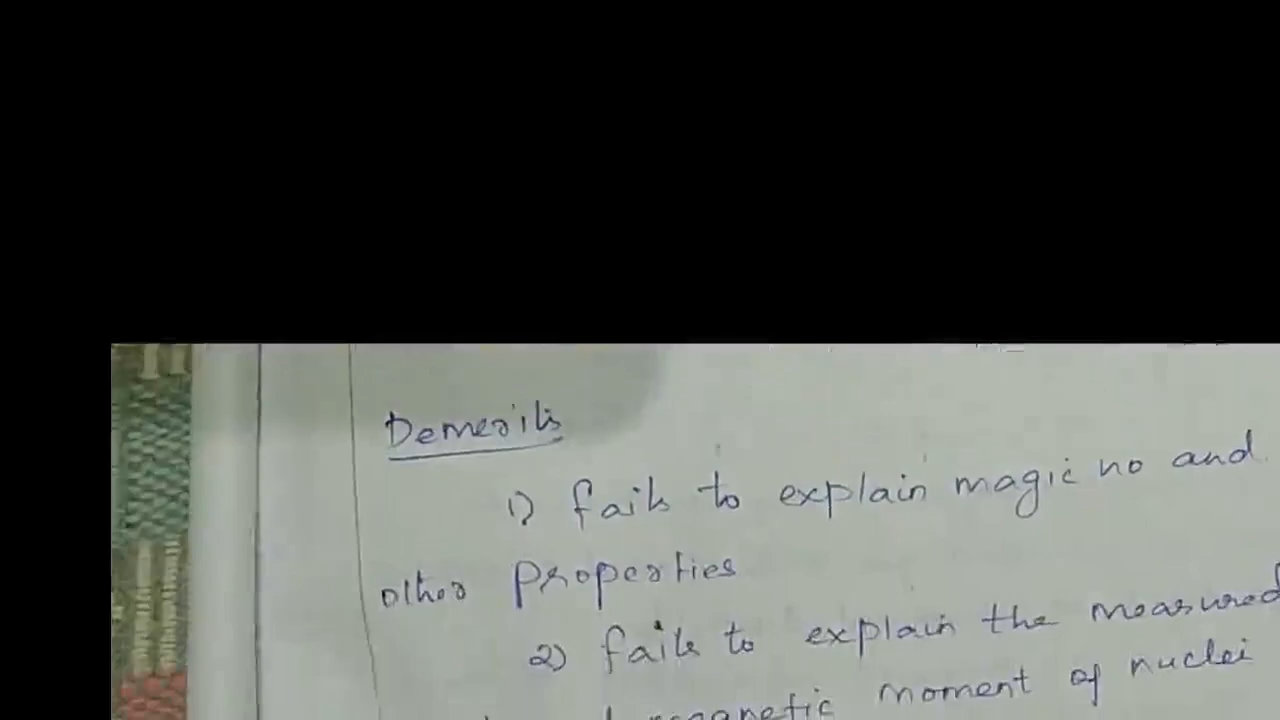 Demerits
1) fails to explain magic no and
other properties
2) fails to explain the measured
magnetic moment of nuclei